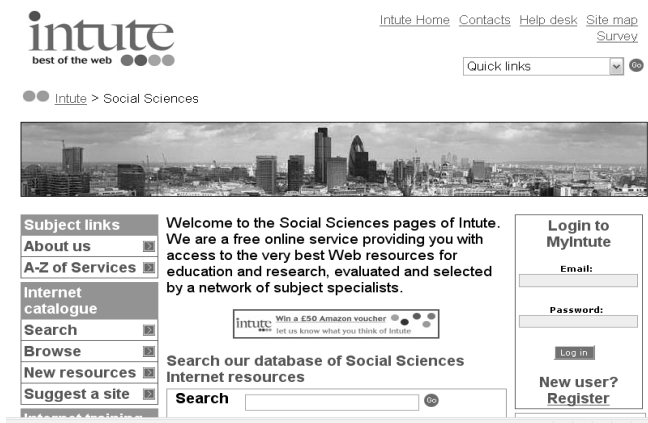 intute
best of the web
Intute Home Contacts Help desk Site map
Survey
Quick links
Go
Intute > Social Sciences
Subject links
About us
A-Z of Services
Internet
catalogue
Search
Browse
New resources
Suggest a site
Internet training
Welcome to the Social Sciences pages of Intute.
We are a free online service providing you with
access to the very best Web resources for
education and research, evaluated and selected
by a network of subject specialists.
intute Win a £50 Amazon voucher
let us know what you think of Intute
Search our database of Social Sciences
Internet resources
Search
Go
Login to
MyIntute
Email:
Password:
Log in
New user?
Register